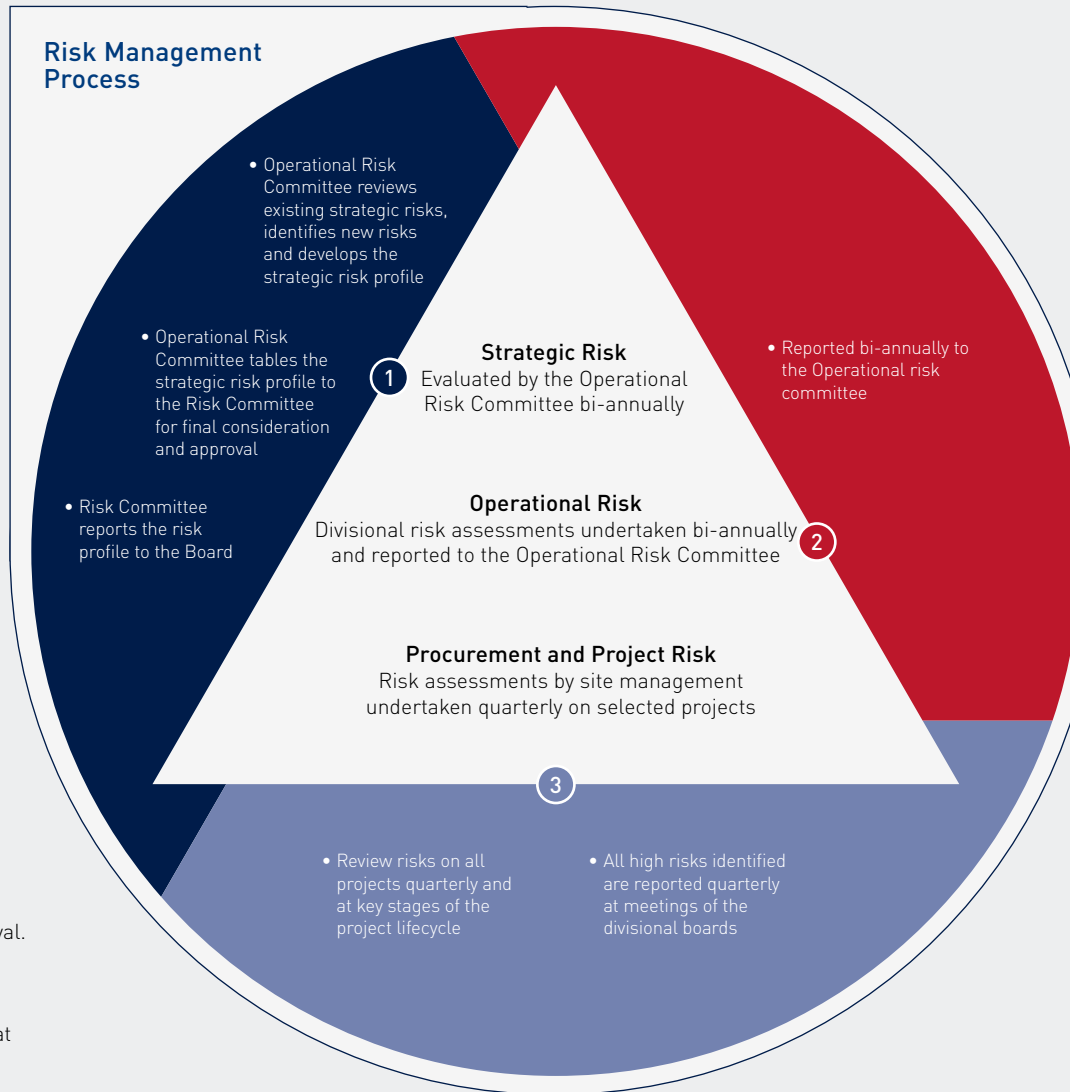 Risk Management
Process
• Operational Risk
Committee reviews
existing strategic risks,
identifies new risks
and develops the
strategic risk profile
• Operational Risk
Committee tables the
strategic risk profile to
the Risk Committee
for final consideration
and approval
• Risk Committee
reports the risk
profile to the Board
1
Strategic Risk
Evaluated by the Operational
Risk Committee bi-annually
Operational Risk
Divisional risk assessments undertaken bi-annually
and reported to the Operational Risk Committee
Procurement and Project Risk
Risk assessments by site management
undertaken quarterly on selected projects
• Reported bi-annually to
the Operational risk
committee
2
3
• Review risks on all
projects quarterly and
at key stages of the
project lifecycle
• All high risks identified
are reported quarterly
at meetings of the
divisional boards